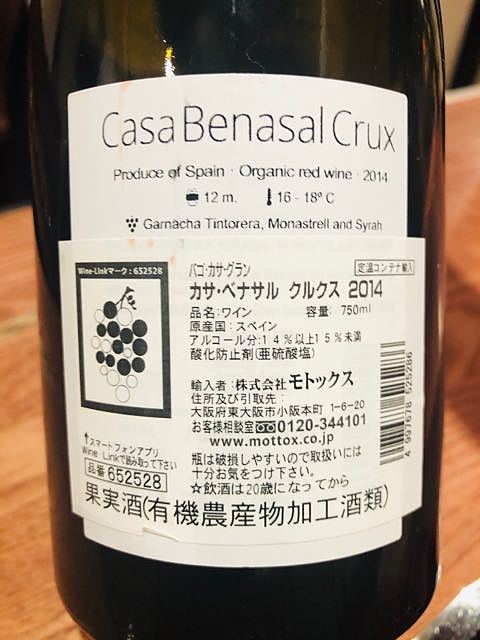 Casa Benasal Crux
Produce of Spain · Organic red wine · 2014
12 m. 16 - 18º C
Garnacha Tintorera, Monastrell and Syrah
Wine-Linkマーク:652528
パゴ・カサ・グラン
定温コンテナ輸入
カサ・ベナサル クルクス 2014
品名:ワイン 容量: 750ml
原産国:スペイン
アルコール分:14%以上15%未満
酸化防止剤(亜硫酸塩)
輸入者:株式会社モトックス
住所及び引取先:
大阪府東大阪市小阪本町 1-6-20
お客様相談室 0120-344101
www.mottox.co.jp
瓶は破損しやすいので取扱いには
十分お気をつけ下さい。
☆飲酒は20歳になってから
↑スマートフォンアプリ
Wine Linkで読み取って下さい
品番 652528
果実酒(有機農産物加工酒類)
4 997678 525286